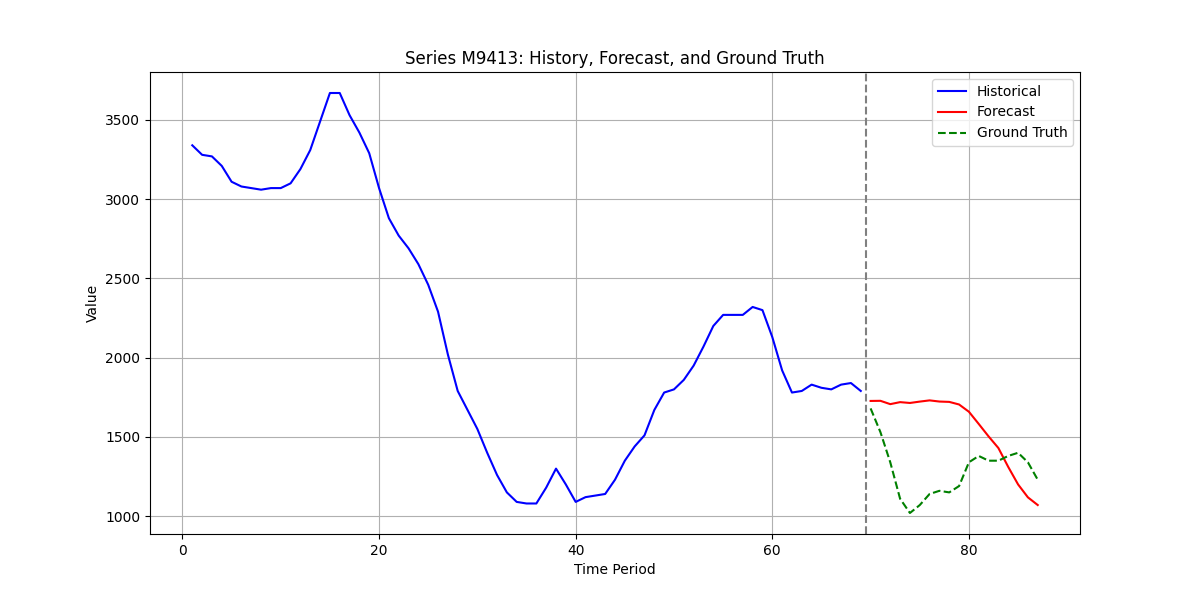 Series M9413: History, Forecast, and Ground Truth
Historical
Forecast
Ground Truth
3500
3000
2500
2000
1500
1000
Value
0 20 40 60 80
Time Period